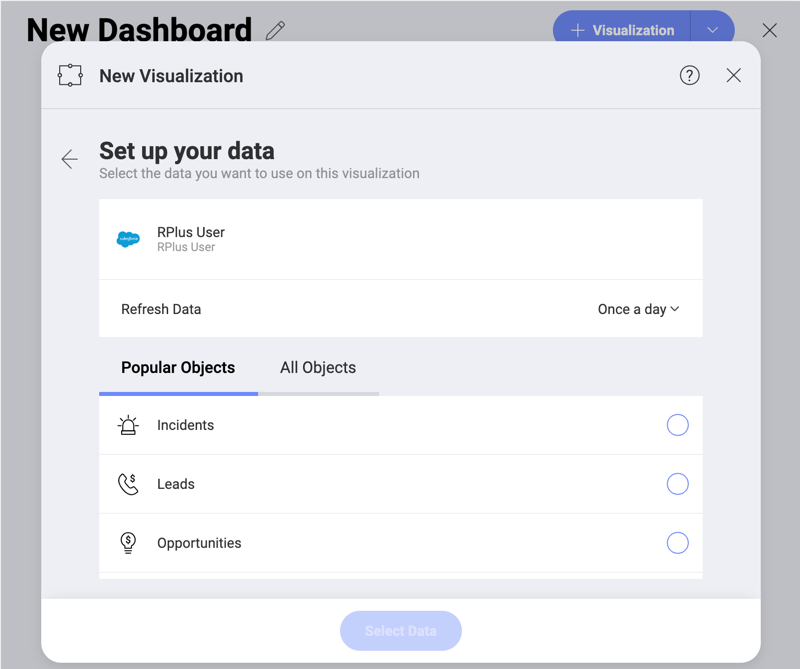 New Dashboard
Visualization
New Visualization
Set up your data
Select the data you want to use on this visualization
salesforce
RPlus User
RPlus User
Refresh Data
Once a day
Popular Objects
All Objects
Incidents
Leads
Opportunities
Select Data